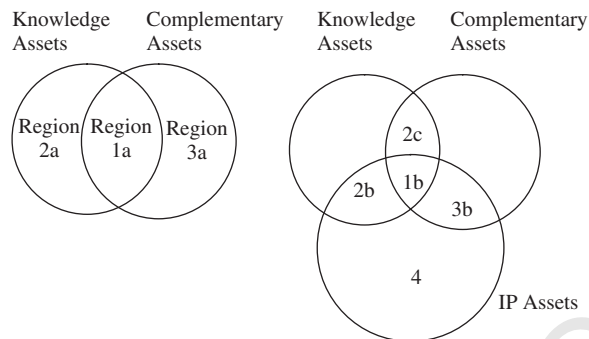 Knowledge
Assets
Complementary
Assets
Region
2a
Region
1a
Region
3a
Knowledge
Assets
Complementary
Assets
2c
2b
1b
3b
4
IP Assets